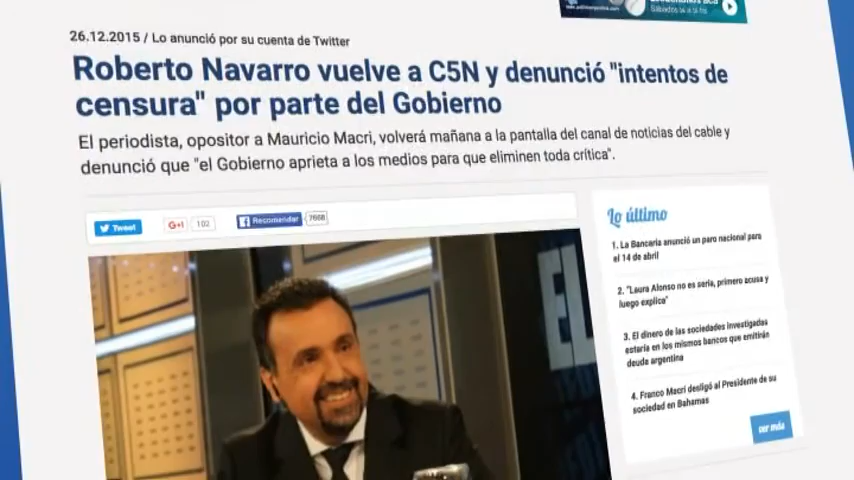 26.12.2015 / Lo anunció por su cuenta de Twitter
Roberto Navarro vuelve a C5N y denunció "intentos de
censura" por parte del Gobierno
El periodista, opositor a Mauricio Macri, volverá mañana a la pantalla del canal de noticias del cable y
denunció que "el Gobierno aprieta a los medios para que eliminen toda crítica".
Tweet
G+1
102
Recomendar
7668
Lo último
1. La Bancaria anunció un paro nacional para
el 14 de abril
2. "Laura Alonso no es seria, primero acusa y
luego explica"
3. El dinero de las sociedades investigadas
estaría en los mismos bancos que emitirán
deuda argentina
4. Franco Macri desligó al Presidente de su
sociedad en Bahamas
ver más